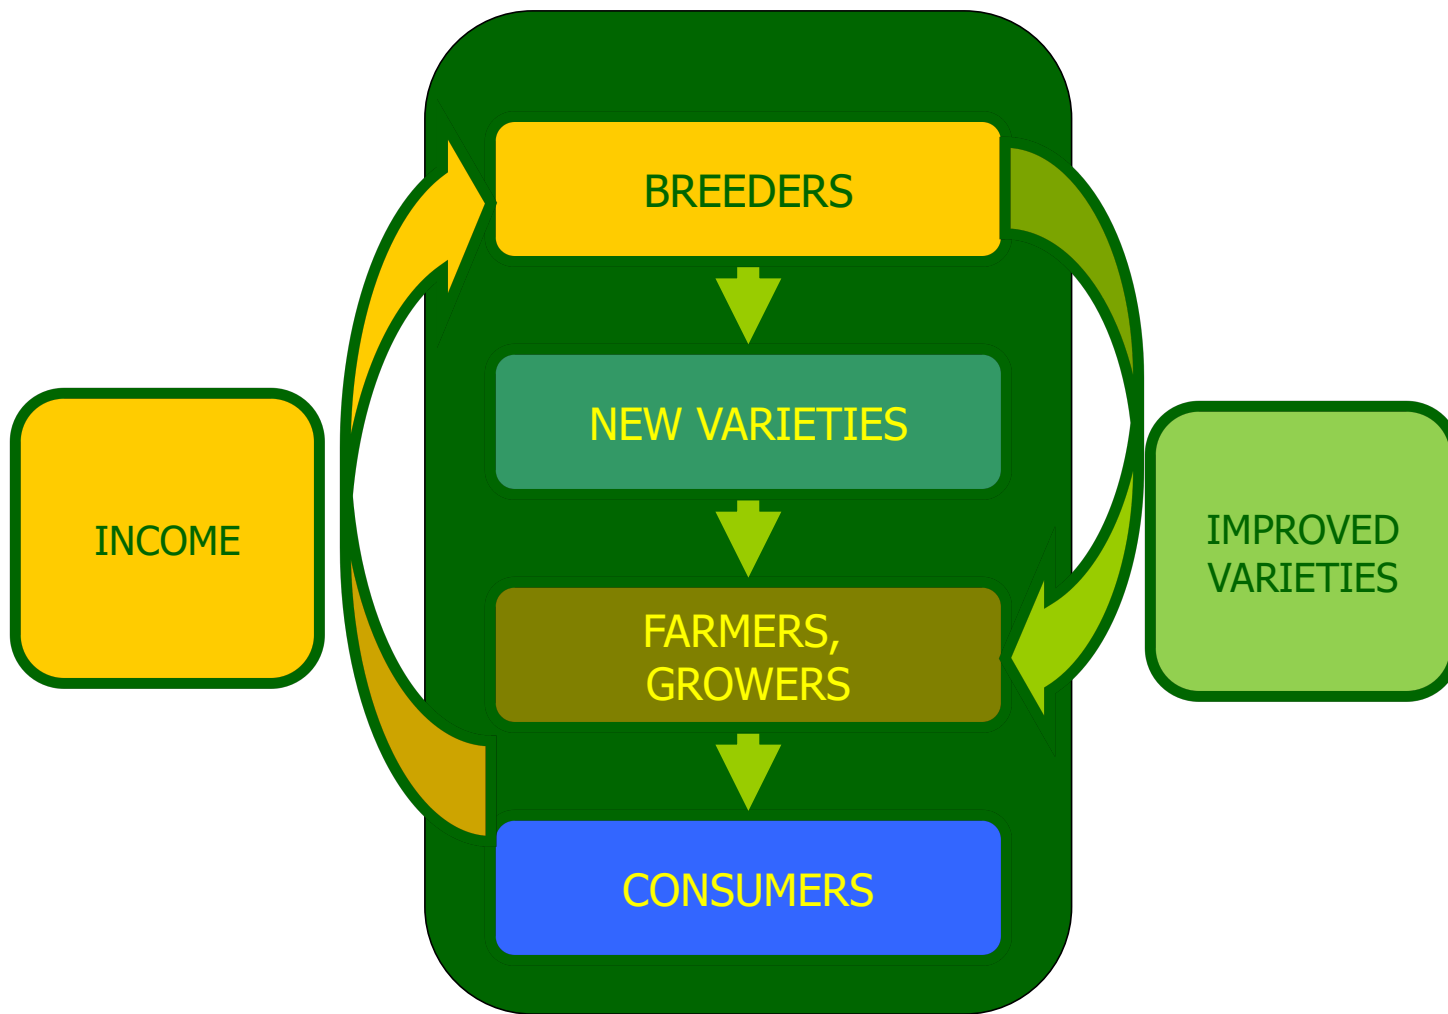 BREEDERS
NEW VARIETIES
INCOME
IMPROVED
VARIETIES
FARMERS,
GROWERS
CONSUMERS